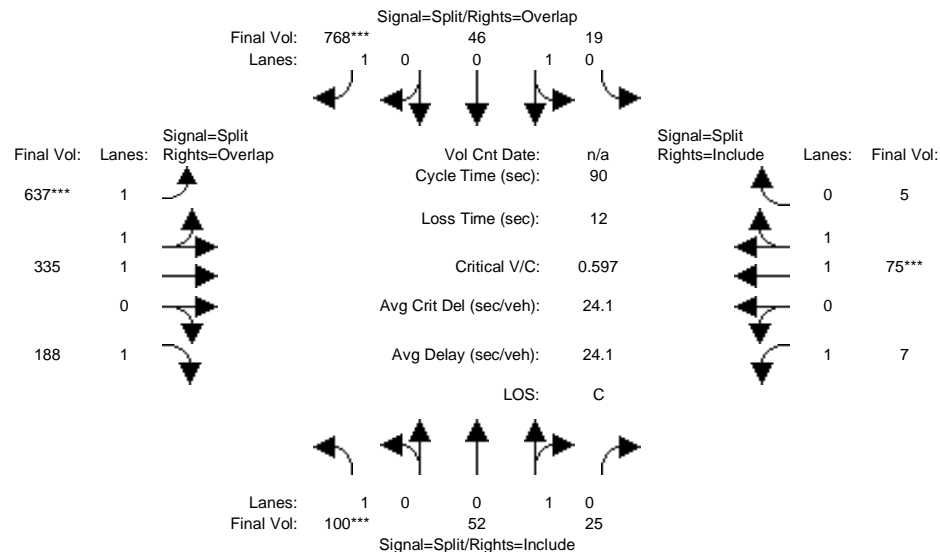 Signal=Split/Rights=Overlap
Final Vol: 768*** 46 19
Lanes: 1 0 0 1 0
Signal=Split
Final Vol: Lanes: Rights=Overlap
Vol Cnt Date: n/a
Signal=Split
Rights=Include Lanes: Final Vol:
Cycle Time (sec): 90
637*** 1
0 5
Loss Time (sec): 12
1
1
335 1
Critical V/C: 0.597
1 75***
0
Avg Crit Del (sec/veh): 24.1
0
188 1
Avg Delay (sec/veh): 24.1
1 7
LOS: C
Lanes: 1 0 0 1 0
Final Vol: 100*** 52 25
Signal=Split/Rights=Include